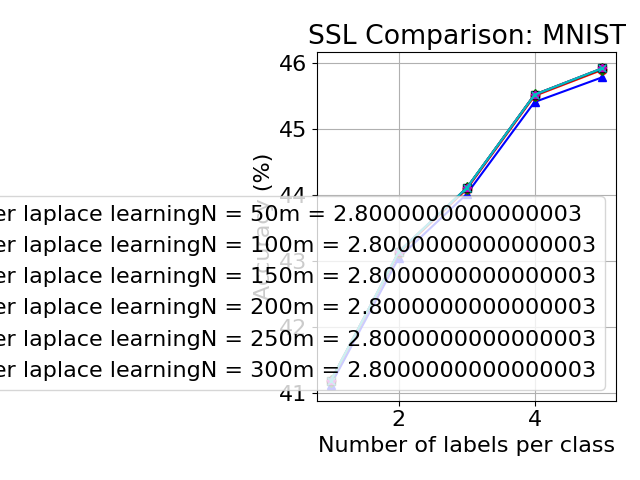 SSL Comparison: MNIST
46
45
44
43
42
41
Accuracy (%)
er laplace learningN = 50m = 2.8000000000000003
er laplace learningN = 100m = 2.8000000000000003
er laplace learningN = 150m = 2.8000000000000003
er laplace learningN = 200m = 2.8000000000000003
er laplace learningN = 250m = 2.8000000000000003
er laplace learningN = 300m = 2.8000000000000003
2 4
Number of labels per class